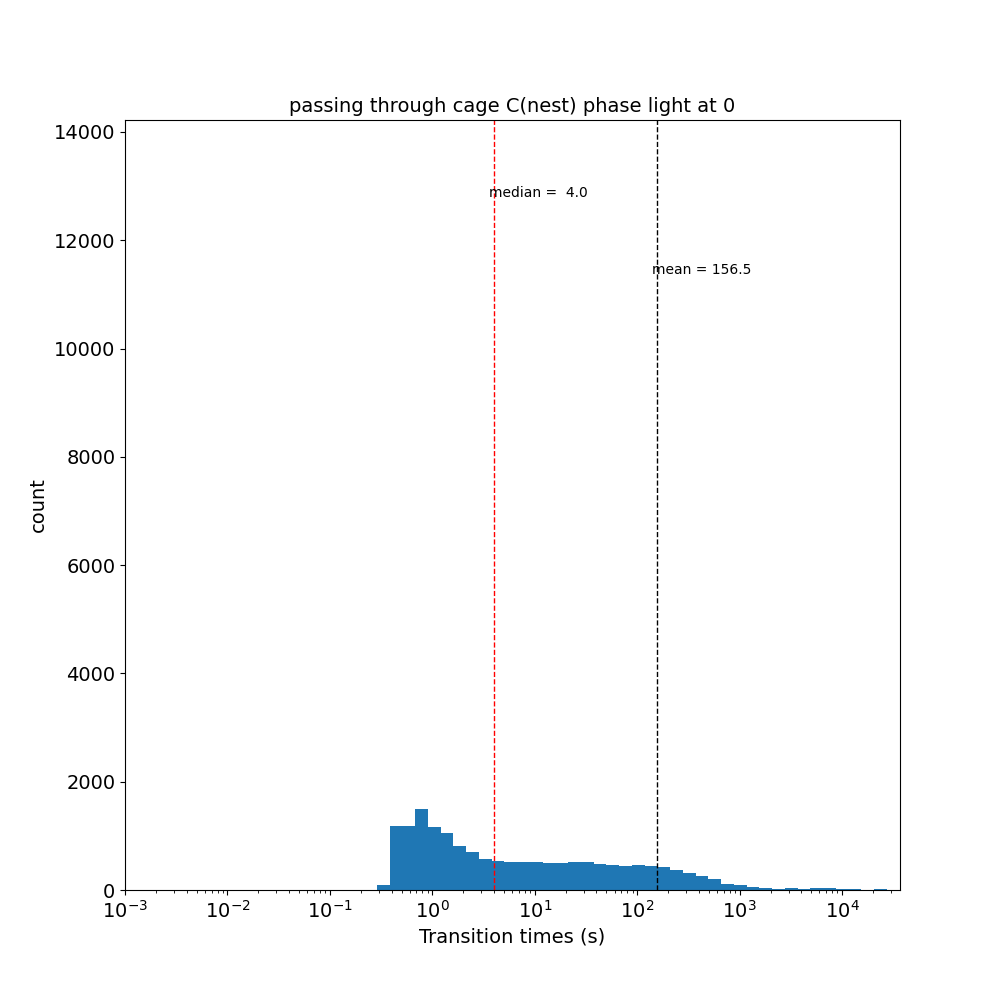 passing through cage C(nest) phase light at 0
14000
median =  4.0
12000
mean = 156.5
10000
8000
count
6000
4000
2000
0
10⁻³ 10⁻² 10⁻¹ 10⁰ 10¹ 10² 10³ 10⁴
Transition times (s)